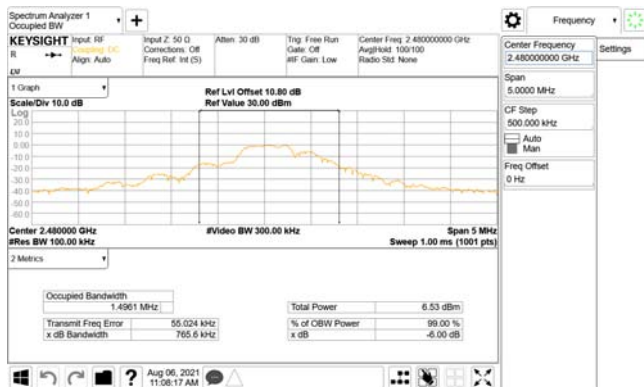 Spectrum Analyzer 1
Occupied BW
Frequency
KEYSIGHT
R
Input: RF
Coupling: DC
Align: Auto
Input Z: 50 Ω
Corrections: Off
Freq Ref: Int (S)
Atten: 30 dB
Trig: Free Run
Gate: Off
#IF Gain: Low
Center Freq: 2.480000000 GHz
Avg|Hold: 100/100
Radio Std: None
Center Frequency
2.480000000 GHz
Settings
Span
5.0000 MHz
CF Step
500.000 kHz
Auto
Man
Freq Offset
0 Hz
1 Graph
Scale/Div 10.0 dB
Ref Lvl Offset 10.80 dB
Ref Value 30.00 dBm
Log
20.0
10.0
0.00
-10.0
-20.0
-30.0
-40.0
-50.0
-60.0
Center 2.480000 GHz
#Video BW 300.00 kHz
Span 5 MHz
#Res BW 100.00 kHz
Sweep 1.00 ms (1001 pts)
2 Metrics
Occupied Bandwidth
1.4961 MHz
Total Power
6.53 dBm
Transmit Freq Error
55.024 kHz
% of OBW Power
99.00 %
x dB Bandwidth
765.6 kHz
x dB
-6.00 dB
Aug 06, 2021
11:08:17 AM